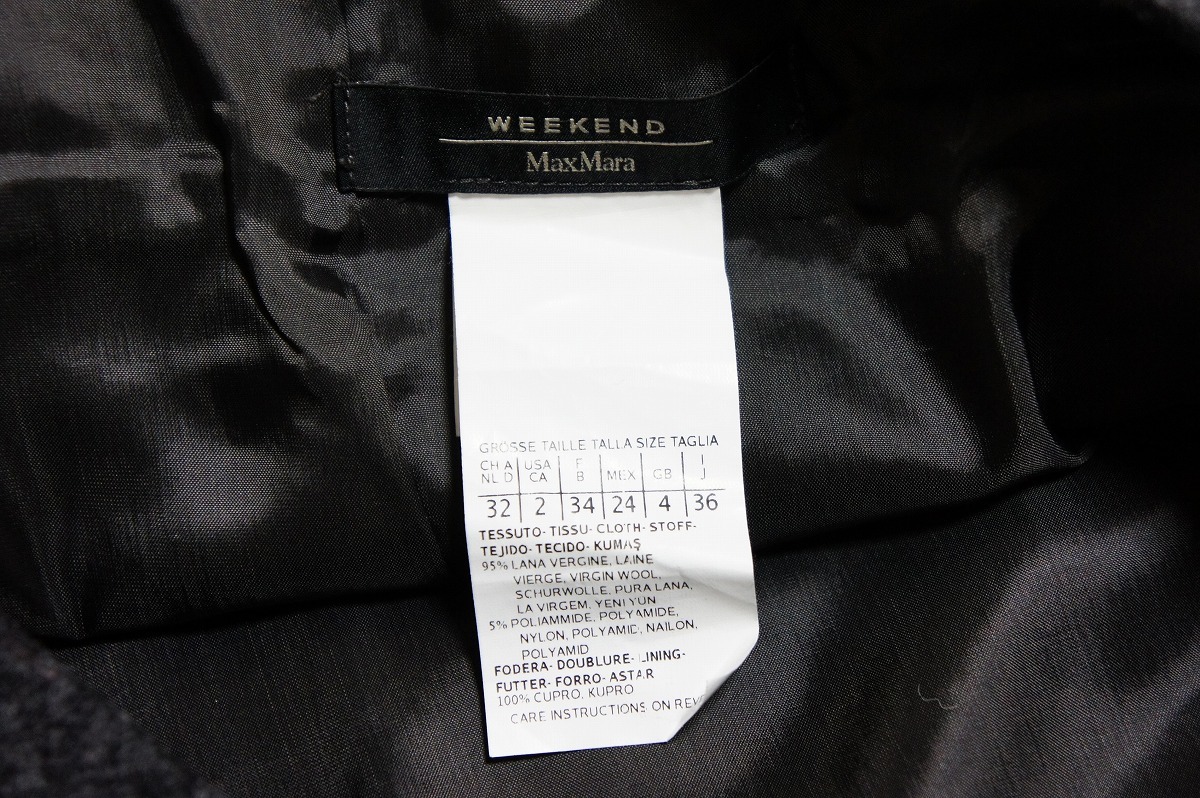 WEEKEND
MaxMara
GROSSE TAILLE TALLA SIZE TAGLIA
CH A USA F I
NL D CA B MEX GB J
32 2 34 24 4 36
TESSUTO- TISSU- CLOTH- STOFF-
TEJIDO- TECIDO- KUMAŞ
95% LANA VERGINE, LAINE
VIERGE, VIRGIN WOOL,
SCHURWOLLE, PURA LANA,
LA VIRGEM, YENI YÜN
5% POLIAMMIDE, POLYAMIDE,
NYLON, POLYAMID, NAILON,
POLYAMID
FODERA- DOUBLURE- LINING-
FUTTER- FORRO- ASTAR
100% CUPRO, KUPRO
CARE INSTRUCTIONS ON REV